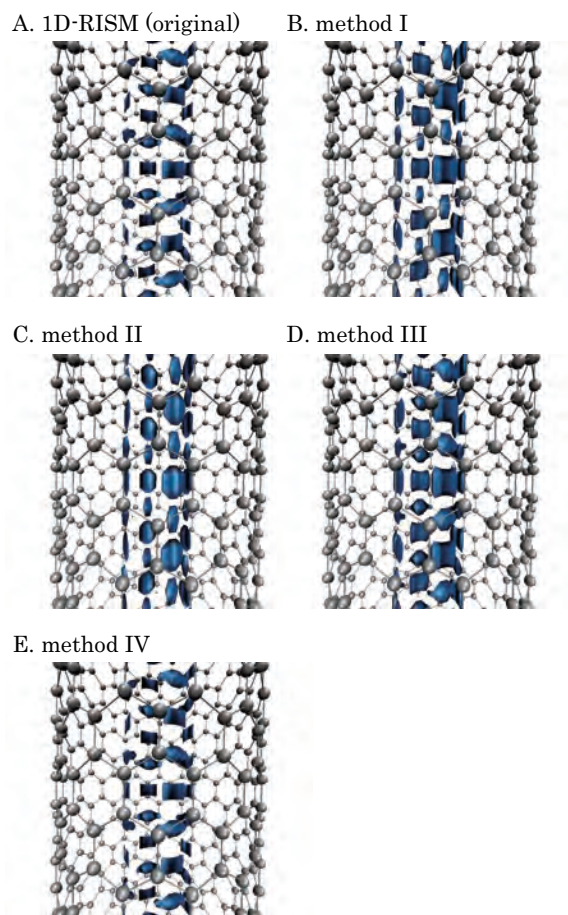 A. 1D-RISM (original)
B. method I
C. method II
D. method III
E. method IV